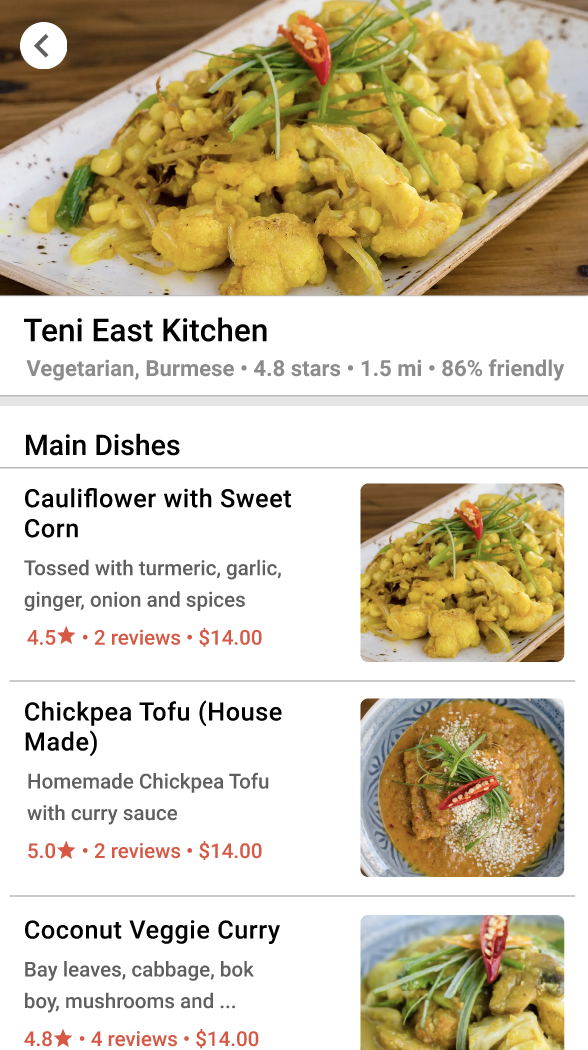 Teni East Kitchen
Vegetarian, Burmese • 4.8 stars • 1.5 mi • 86% friendly
Main Dishes
Cauliflower with Sweet
Corn
Tossed with turmeric, garlic,
ginger, onion and spices
4.5★ • 2 reviews • $14.00
Chickpea Tofu (House
Made)
Homemade Chickpea Tofu
with curry sauce
5.0★ • 2 reviews • $14.00
Coconut Veggie Curry
Bay leaves, cabbage, bok
boy, mushrooms and ...
4.8★ • 4 reviews • $14.00